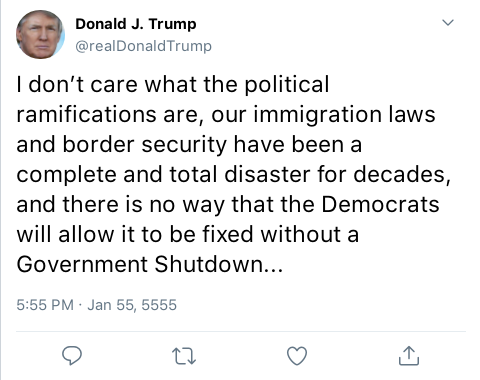 Donald J. Trump
@realDonaldTrump
I don’t care what the political
ramifications are, our immigration laws
and border security have been a
complete and total disaster for decades,
and there is no way that the Democrats
will allow it to be fixed without a
Government Shutdown...
5:55 PM · Jan 55, 5555